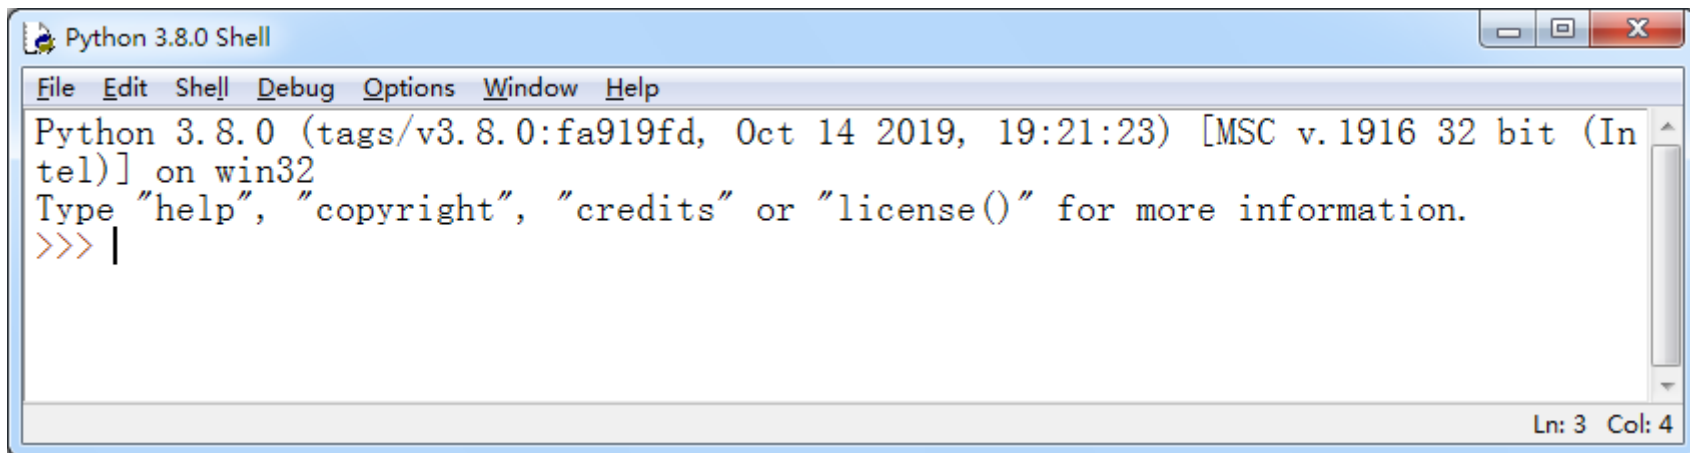 Python 3.8.0 Shell
File Edit Shell Debug Options Window Help
Python 3.8.0 (tags/v3.8.0:fa919fd, Oct 14 2019, 19:21:23) [MSC v.1916 32 bit (In
tel)] on win32
Type "help", "copyright", "credits" or "license()" for more information.
>>>
Ln: 3 Col: 4